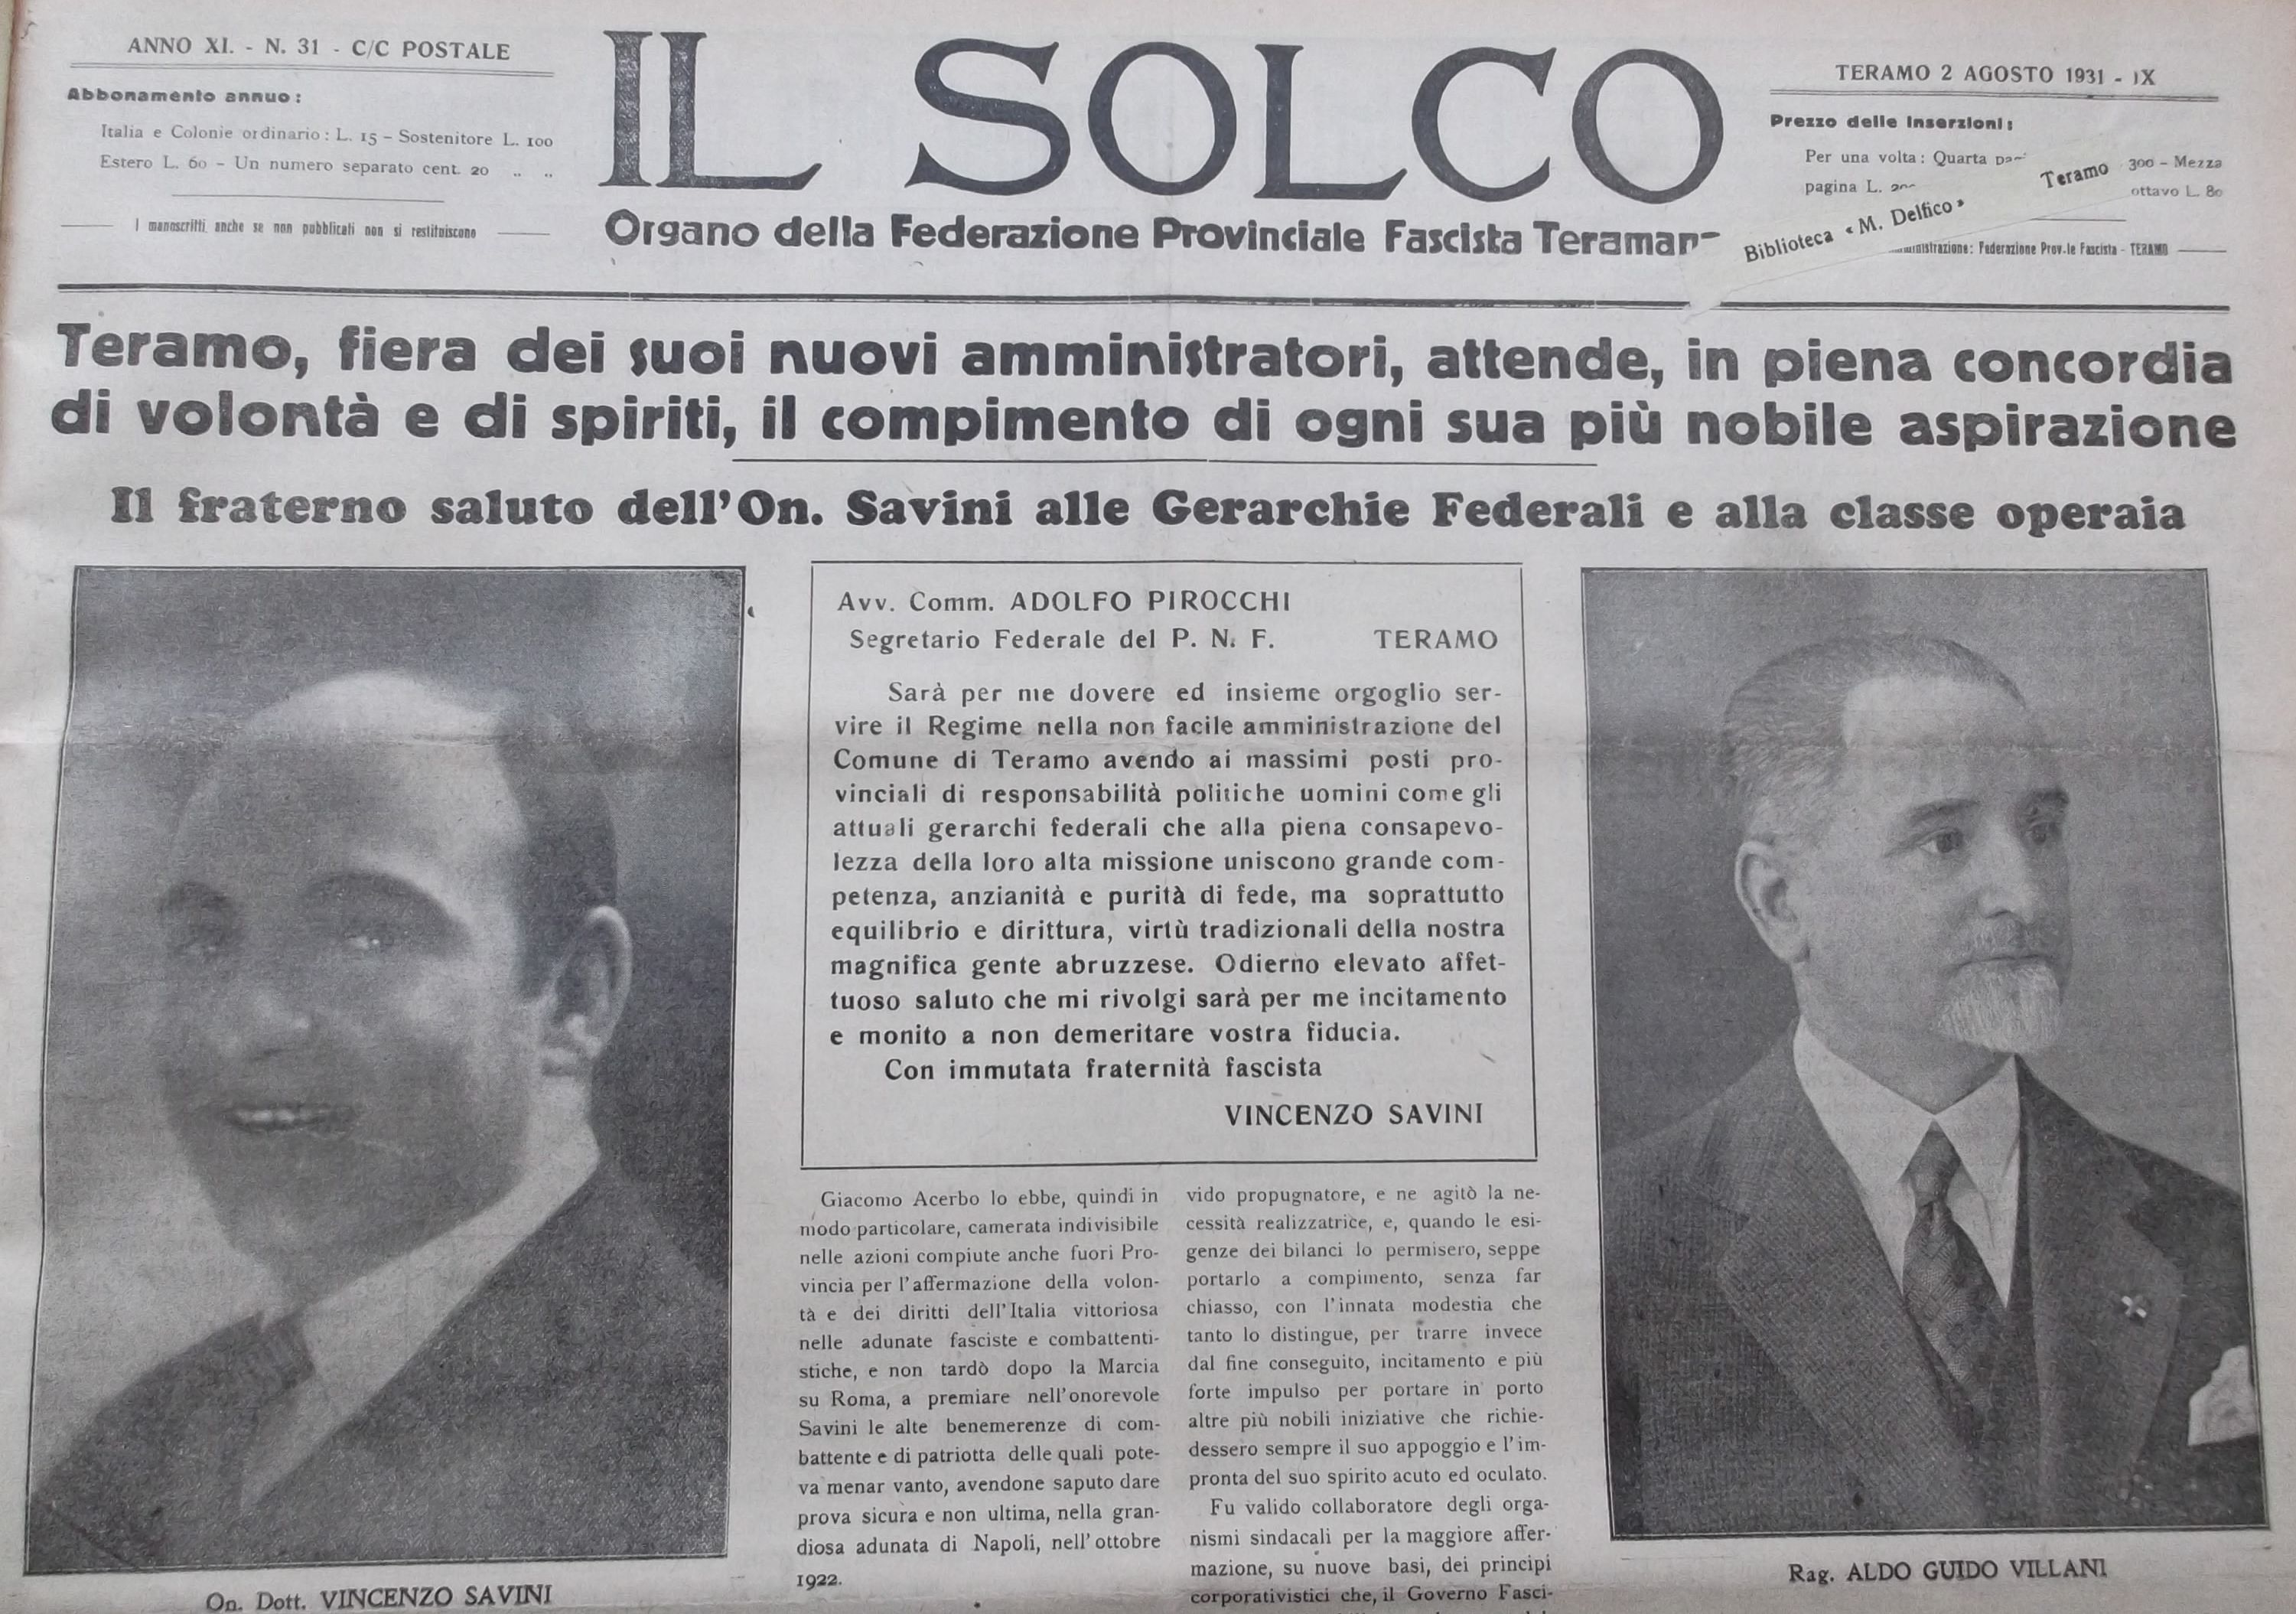 ANNO XI. - N. 31 - C/C POSTALE
Abbonamento annuo:
Italia e Colonie ordinario: L. 15 – Sostenitore L. 100
Estero L. 60 – Un numero separato cent. 20 „ „
I manoscritti anche se non pubblicati non si restituiscono
IL SOLCO
Organo della Federazione Provinciale Fascista
TERAMO 2 AGOSTO 1931 - IX
Prezzo delle inserzioni:
Per una volta: Quarta 300 – Mezza
pagina L. ottavo L. 80
Federazione Prov.le Fascista - TERAMO
Biblioteca « M. Delfico » Teramo
Teramo, fiera dei suoi nuovi amministratori, attende, in piena concordia
di volontà e di spiriti, il compimento di ogni sua più nobile aspirazione
Il fraterno saluto dell'On. Savini alle Gerarchie Federali e alla classe operaia
On. Dott. VINCENZO SAVINI
Avv. Comm. ADOLFO PIROCCHI
Segretario Federale del P. N. F. TERAMO
Sarà per me dovere ed insieme orgoglio ser-
vire il Regime nella non facile amministrazione del
Comune di Teramo avendo ai massimi posti pro-
vinciali di responsabilità politiche uomini come gli
attuali gerarchi federali che alla piena consapevo-
lezza della loro alta missione uniscono grande com-
petenza, anzianità e purità di fede, ma soprattutto
equilibrio e dirittura, virtù tradizionali della nostra
magnifica gente abruzzese. Odierno elevato affet-
tuoso saluto che mi rivolgi sarà per me incitamento
e monito a non demeritare vostra fiducia.
Con immutata fraternità fascista
VINCENZO SAVINI
Giacomo Acerbo lo ebbe, quindi in
modo particolare, camerata indivisibile
nelle azioni compiute anche fuori Pro-
vincia per l'affermazione della volon-
tà e dei diritti dell'Italia vittoriosa
nelle adunate fasciste e combattenti-
stiche, e non tardò dopo la Marcia
su Roma, a premiare nell'onorevole
Savini le alte benemerenze di com-
battente e di patriotta delle quali pote-
va menar vanto, avendone saputo dare
prova sicura e non ultima, nella gran-
diosa adunata di Napoli, nell'ottobre
1922.
vido propugnatore, e ne agitò la ne-
cessità realizzatrice, e, quando le esi-
genze dei bilanci lo permisero, seppe
portarlo a compimento, senza far
chiasso, con l'innata modestia che
tanto lo distingue, per trarre invece
dal fine conseguito, incitamento e più
forte impulso per portare in porto
altre più nobili iniziative che richie-
dessero sempre il suo appoggio e l'im-
pronta del suo spirito acuto ed oculato.
Fu valido collaboratore degli orga-
nismi sindacali per la maggiore affer-
mazione, su nuove basi, dei principi
corporativistici che, il Governo Fasci-
Rag. ALDO GUIDO VILLANI